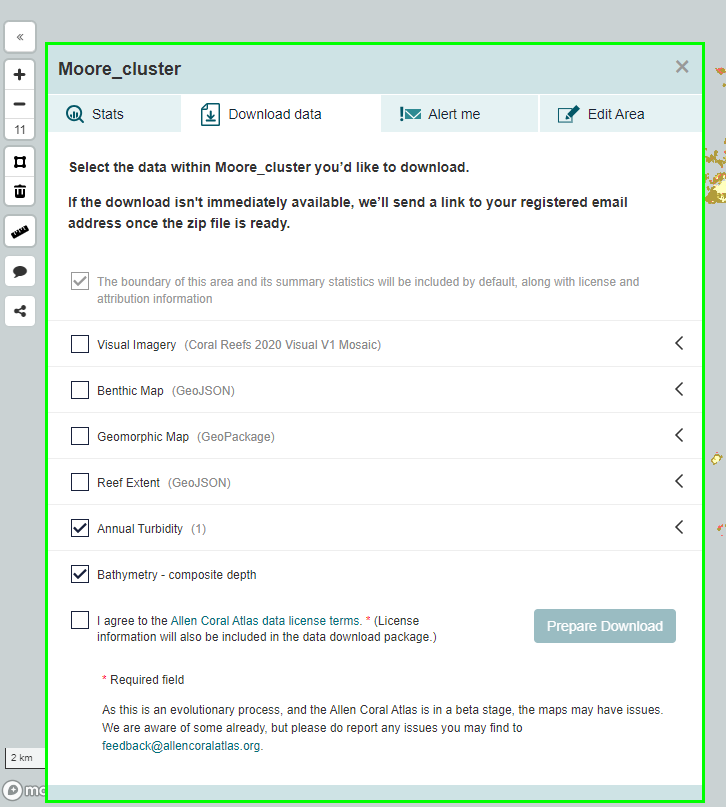 «
Moore_cluster
×
Stats
Download data
Alert me
Edit Area
+
−
11
Select the data within Moore_cluster you'd like to download.
If the download isn't immediately available, we'll send a link to your registered email
address once the zip file is ready.
The boundary of this area and its summary statistics will be included by default, along with license and
attribution information
Visual Imagery (Coral Reefs 2020 Visual V1 Mosaic)
Benthic Map (GeoJSON)
Geomorphic Map (GeoPackage)
Reef Extent (GeoJSON)
Annual Turbidity (1)
Bathymetry - composite depth
I agree to the Allen Coral Atlas data license terms. * (License
information will also be included in the data download package.)
Prepare Download
* Required field
As this is an evolutionary process, and the Allen Coral Atlas is in a beta stage, the maps may have issues.
We are aware of some already, but please do report any issues you may find to
feedback@allencoralatlas.org.
2 km